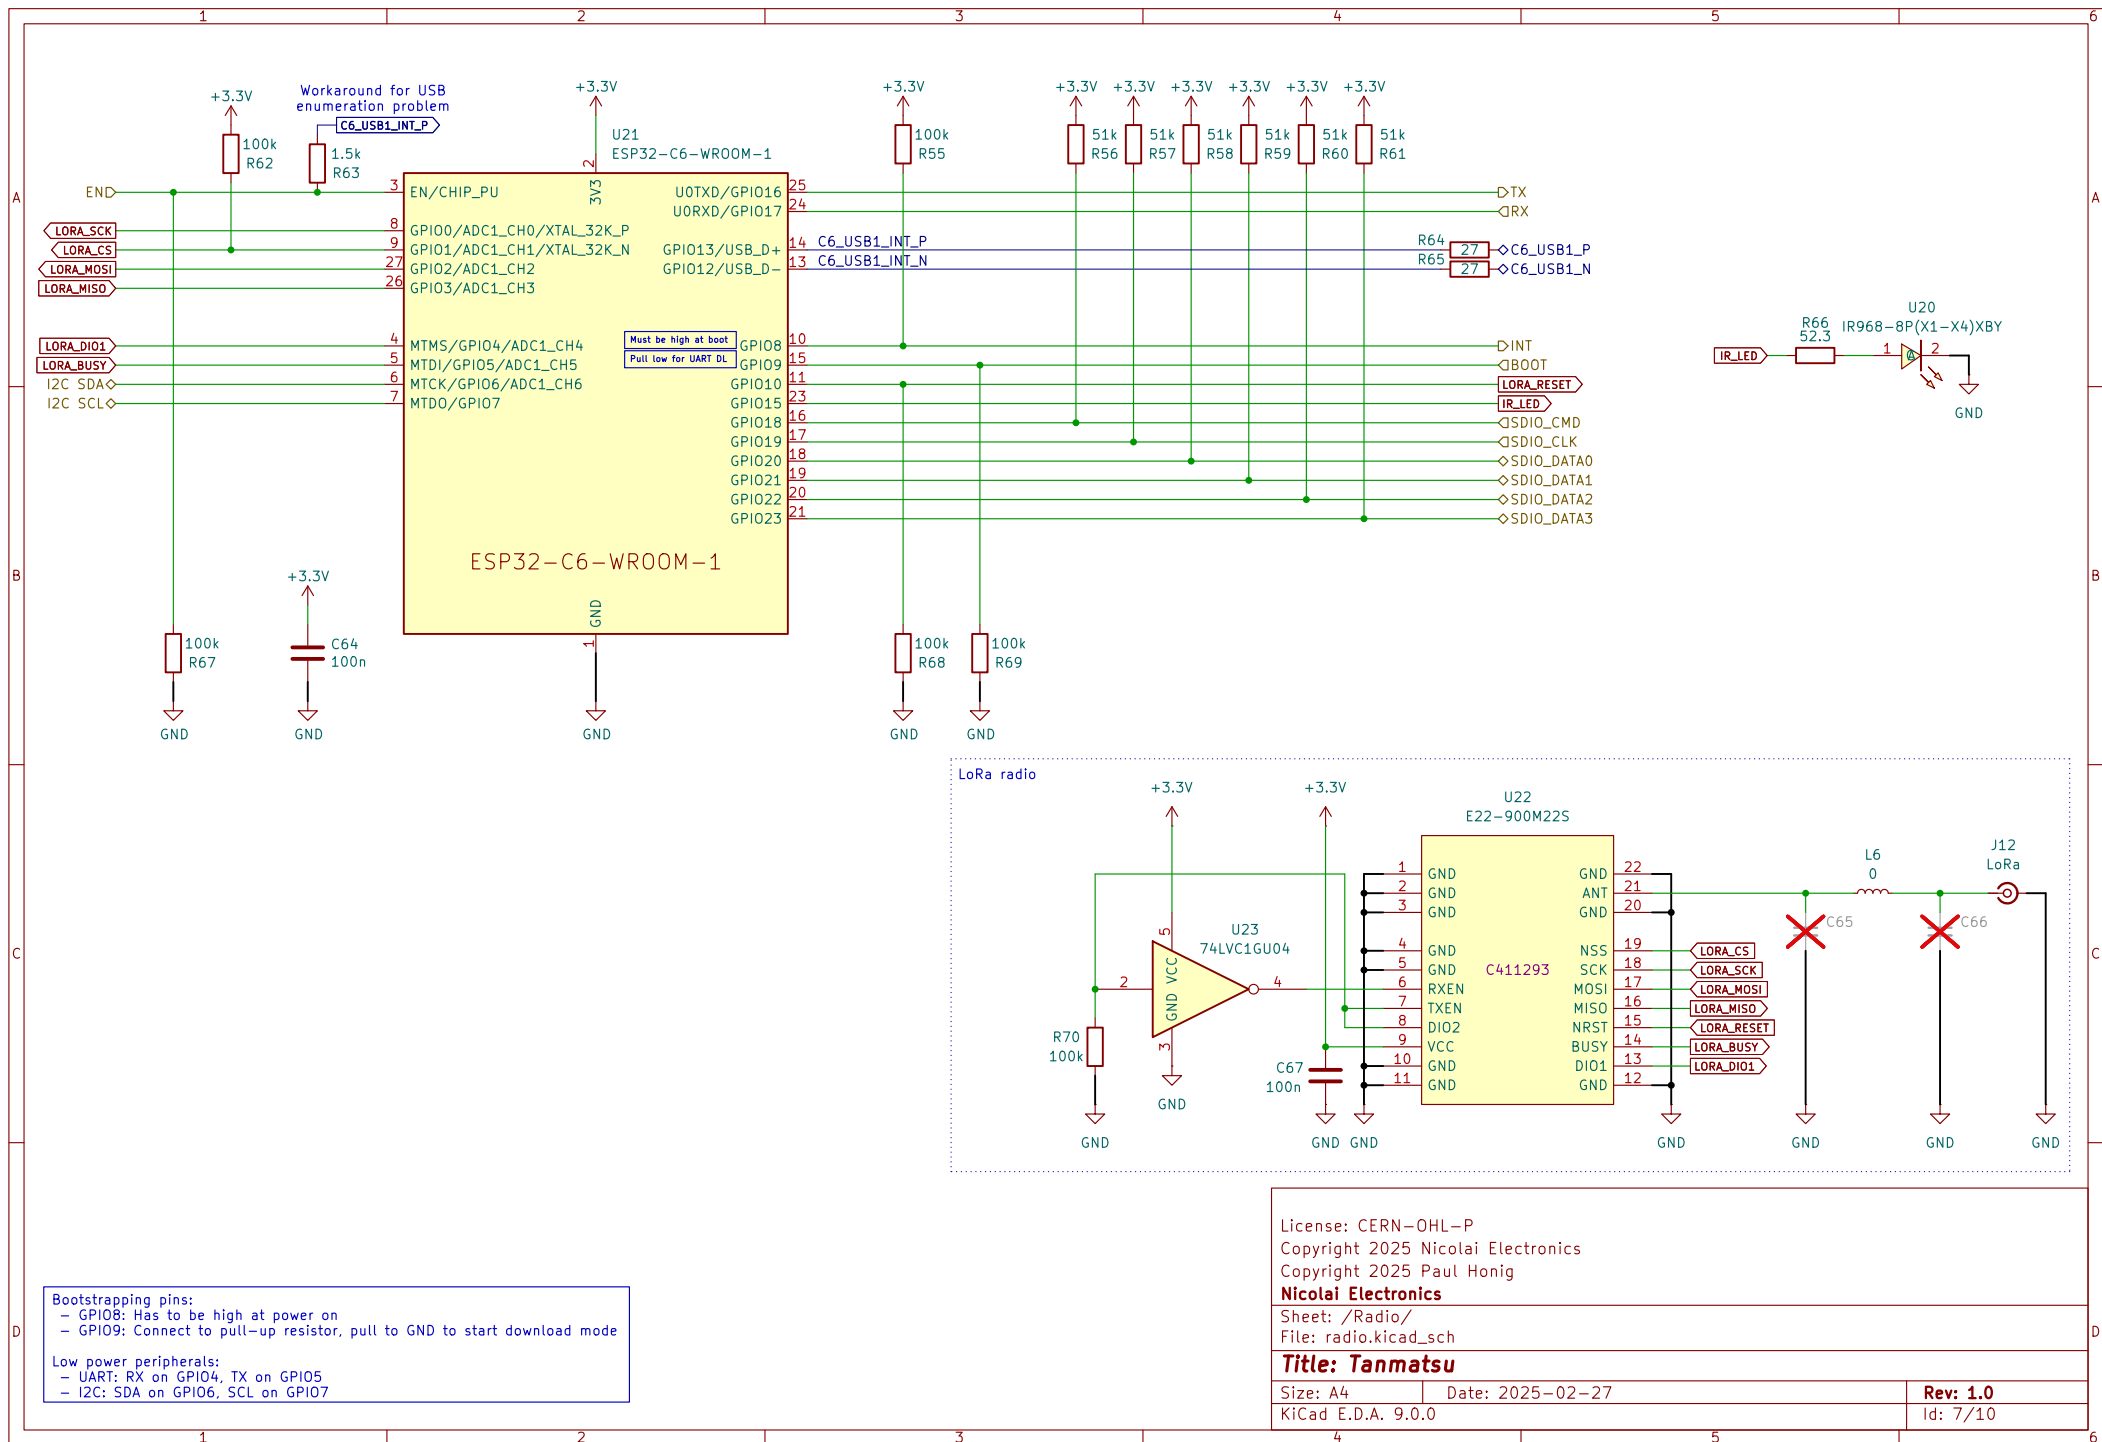 1 2 3 4 5 6
A
B
C
D
A
B
C
D
1 2 3 4 5 6
Workaround for USB
enumeration problem
C6_USB1_INT_P
+3.3V
100k
R62
1.5k
R63
+3.3V
U21
ESP32-C6-WROOM-1
EN
LORA_SCK
LORA_CS
LORA_MOSI
LORA_MISO
LORA_DIO1
LORA_BUSY
I2C SDA
I2C SCL
3 EN/CHIP_PU
8 GPIO0/ADC1_CH0/XTAL_32K_P
9 GPIO1/ADC1_CH1/XTAL_32K_N
27 GPIO2/ADC1_CH2
26 GPIO3/ADC1_CH3
4 MTMS/GPIO4/ADC1_CH4
5 MTDI/GPIO5/ADC1_CH5
6 MTCK/GPIO6/ADC1_CH6
7 MTDO/GPIO7
2 3V3
U0TXD/GPIO16 25
U0RXD/GPIO17 24
GPIO13/USB_D+ 14
GPIO12/USB_D- 13
Must be high at boot
Pull low for UART DL
GPIO8 10
GPIO9 15
GPIO10 11
GPIO15 23
GPIO18 16
GPIO19 17
GPIO20 18
GPIO21 19
GPIO22 20
GPIO23 21
ESP32-C6-WROOM-1
GND 1
GND
C6_USB1_INT_P
C6_USB1_INT_N
+3.3V
100k
R55
+3.3V +3.3V +3.3V +3.3V +3.3V +3.3V
51k 51k 51k 51k 51k 51k
R56 R57 R58 R59 R60 R61
TX
RX
R64 27 C6_USB1_P
R65 27 C6_USB1_N
INT
BOOT
LORA_RESET
IR_LED
SDIO_CMD
SDIO_CLK
SDIO_DATA0
SDIO_DATA1
SDIO_DATA2
SDIO_DATA3
U20
IR968-8P(X1-X4)XBY
R66
52.3
IR_LED
1 A 2
GND
100k
R67
GND
+3.3V
C64
100n
GND
100k
R68
GND
100k
R69
GND
LoRa radio
+3.3V
+3.3V
U22
E22-900M22S
U23
74LVC1GU04
5 VCC
2
4
3 GND
GND
R70
100k
GND
C67
100n
GND
GND
1 GND
2 GND
3 GND
4 GND
5 GND
6 RXEN
7 TXEN
8 DIO2
9 VCC
10 GND
11 GND
C411293
GND 22
ANT 21
GND 20
NSS 19
SCK 18
MOSI 17
MISO 16
NRST 15
BUSY 14
DIO1 13
GND 12
LORA_CS
LORA_SCK
LORA_MOSI
LORA_MISO
LORA_RESET
LORA_BUSY
LORA_DIO1
GND
L6
0
C65
GND
C66
GND
J12
LoRa
GND
Bootstrapping pins:
- GPIO8: Has to be high at power on
- GPIO9: Connect to pull-up resistor, pull to GND to start download mode
Low power peripherals:
- UART: RX on GPIO4, TX on GPIO5
- I2C: SDA on GPIO6, SCL on GPIO7
License: CERN-OHL-P
Copyright 2025 Nicolai Electronics
Copyright 2025 Paul Honig
Nicolai Electronics
Sheet: /Radio/
File: radio.kicad_sch
Title: Tanmatsu
Size: A4 Date: 2025-02-27 Rev: 1.0
KiCad E.D.A. 9.0.0 Id: 7/10